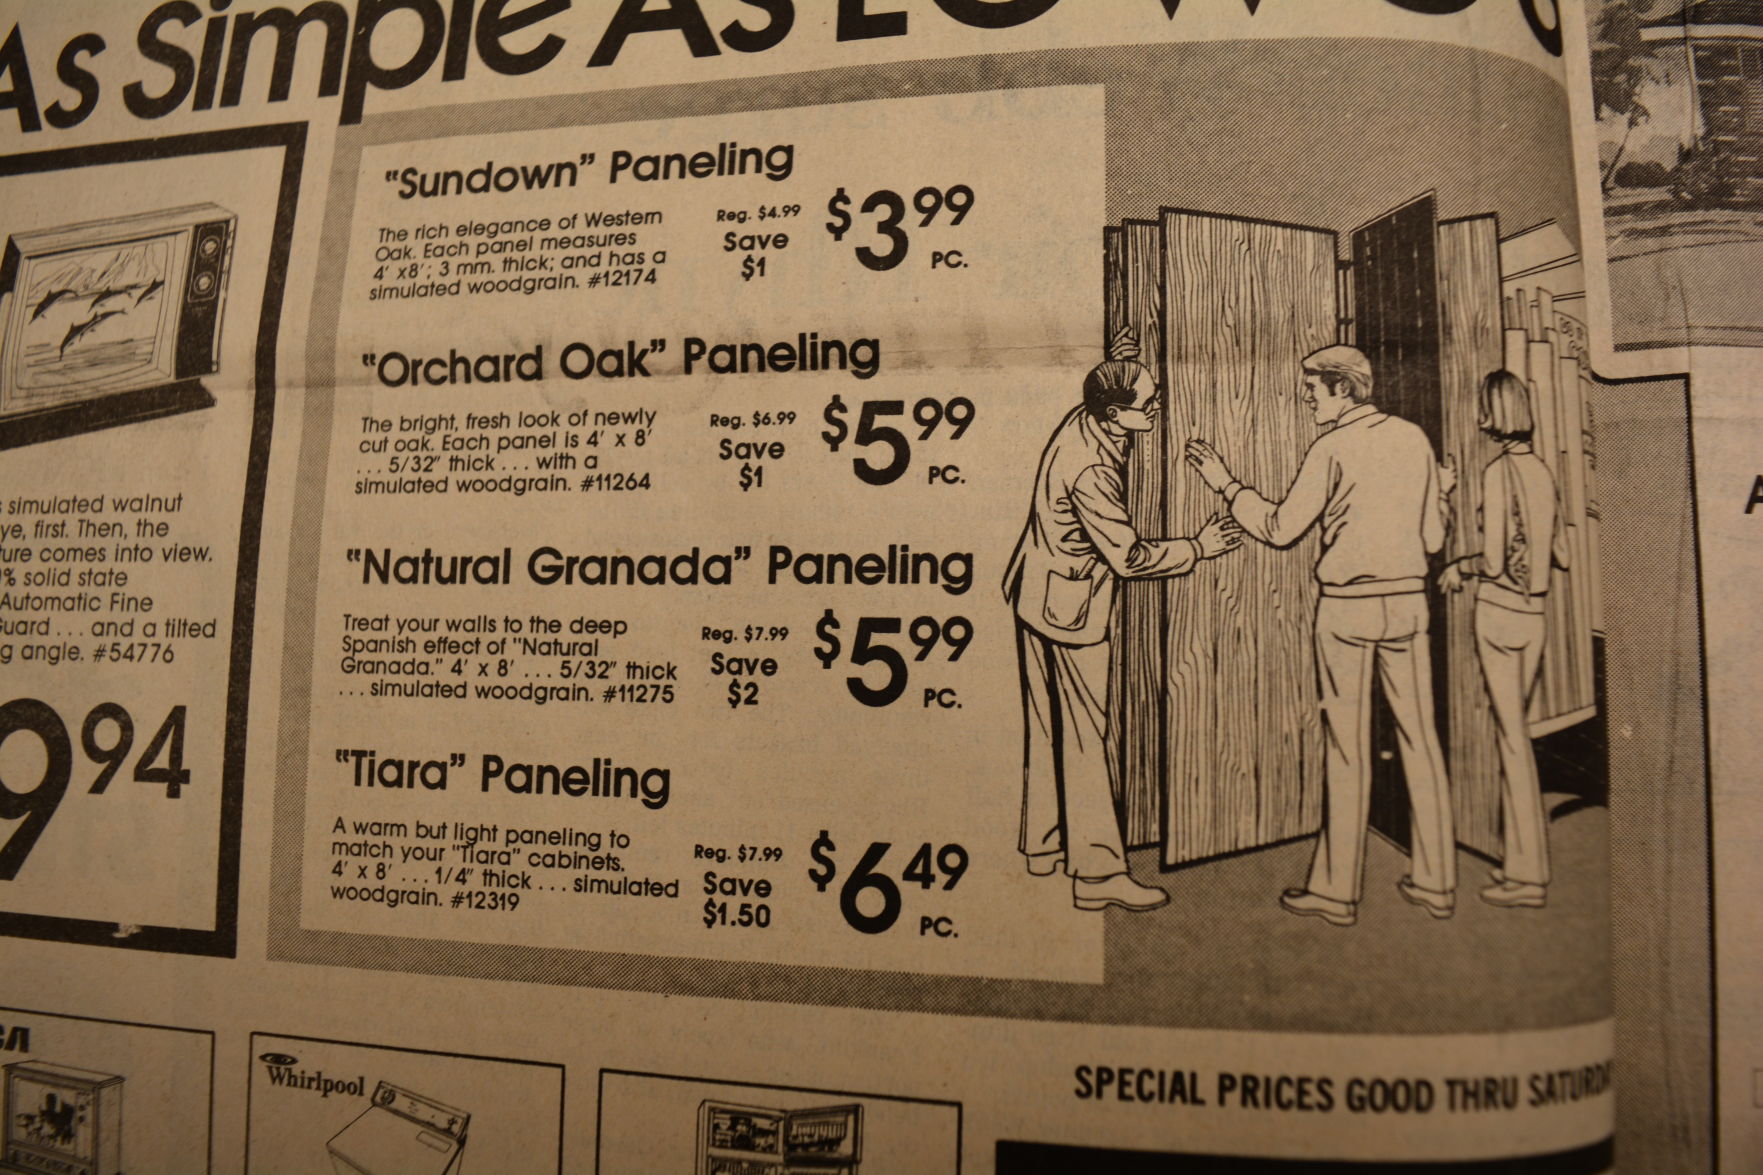 As Simple As
"Sundown" Paneling
The rich elegance of Western
Oak. Each panel measures
4' x8'; 3 mm. thick; and has a
simulated woodgrain. #12174
Reg. $4.99
Save
$1
$3 99
PC.
"Orchard Oak" Paneling
The bright, fresh look of newly
cut oak. Each panel is 4' x 8'
... 5/32" thick ... with a
simulated woodgrain. #11264
Reg. $6.99
Save
$1
$5 99
PC.
"Natural Granada" Paneling
Treat your walls to the deep
Spanish effect of "Natural
Granada." 4' x 8' ... 5/32" thick
... simulated woodgrain. #11275
Reg. $7.99
Save
$2
$5 99
PC.
"Tiara" Paneling
A warm but light paneling to
match your "Tiara" cabinets.
4' x 8' ... 1/4" thick ... simulated
woodgrain. #12319
Reg. $7.99
Save
$1.50
$6 49
PC.
simulated walnut
first. Then, the
comes into view.
% solid state
Automatic Fine
... and a tilted
angle. #54776
9 94
Whirlpool
SPECIAL PRICES GOOD THRU